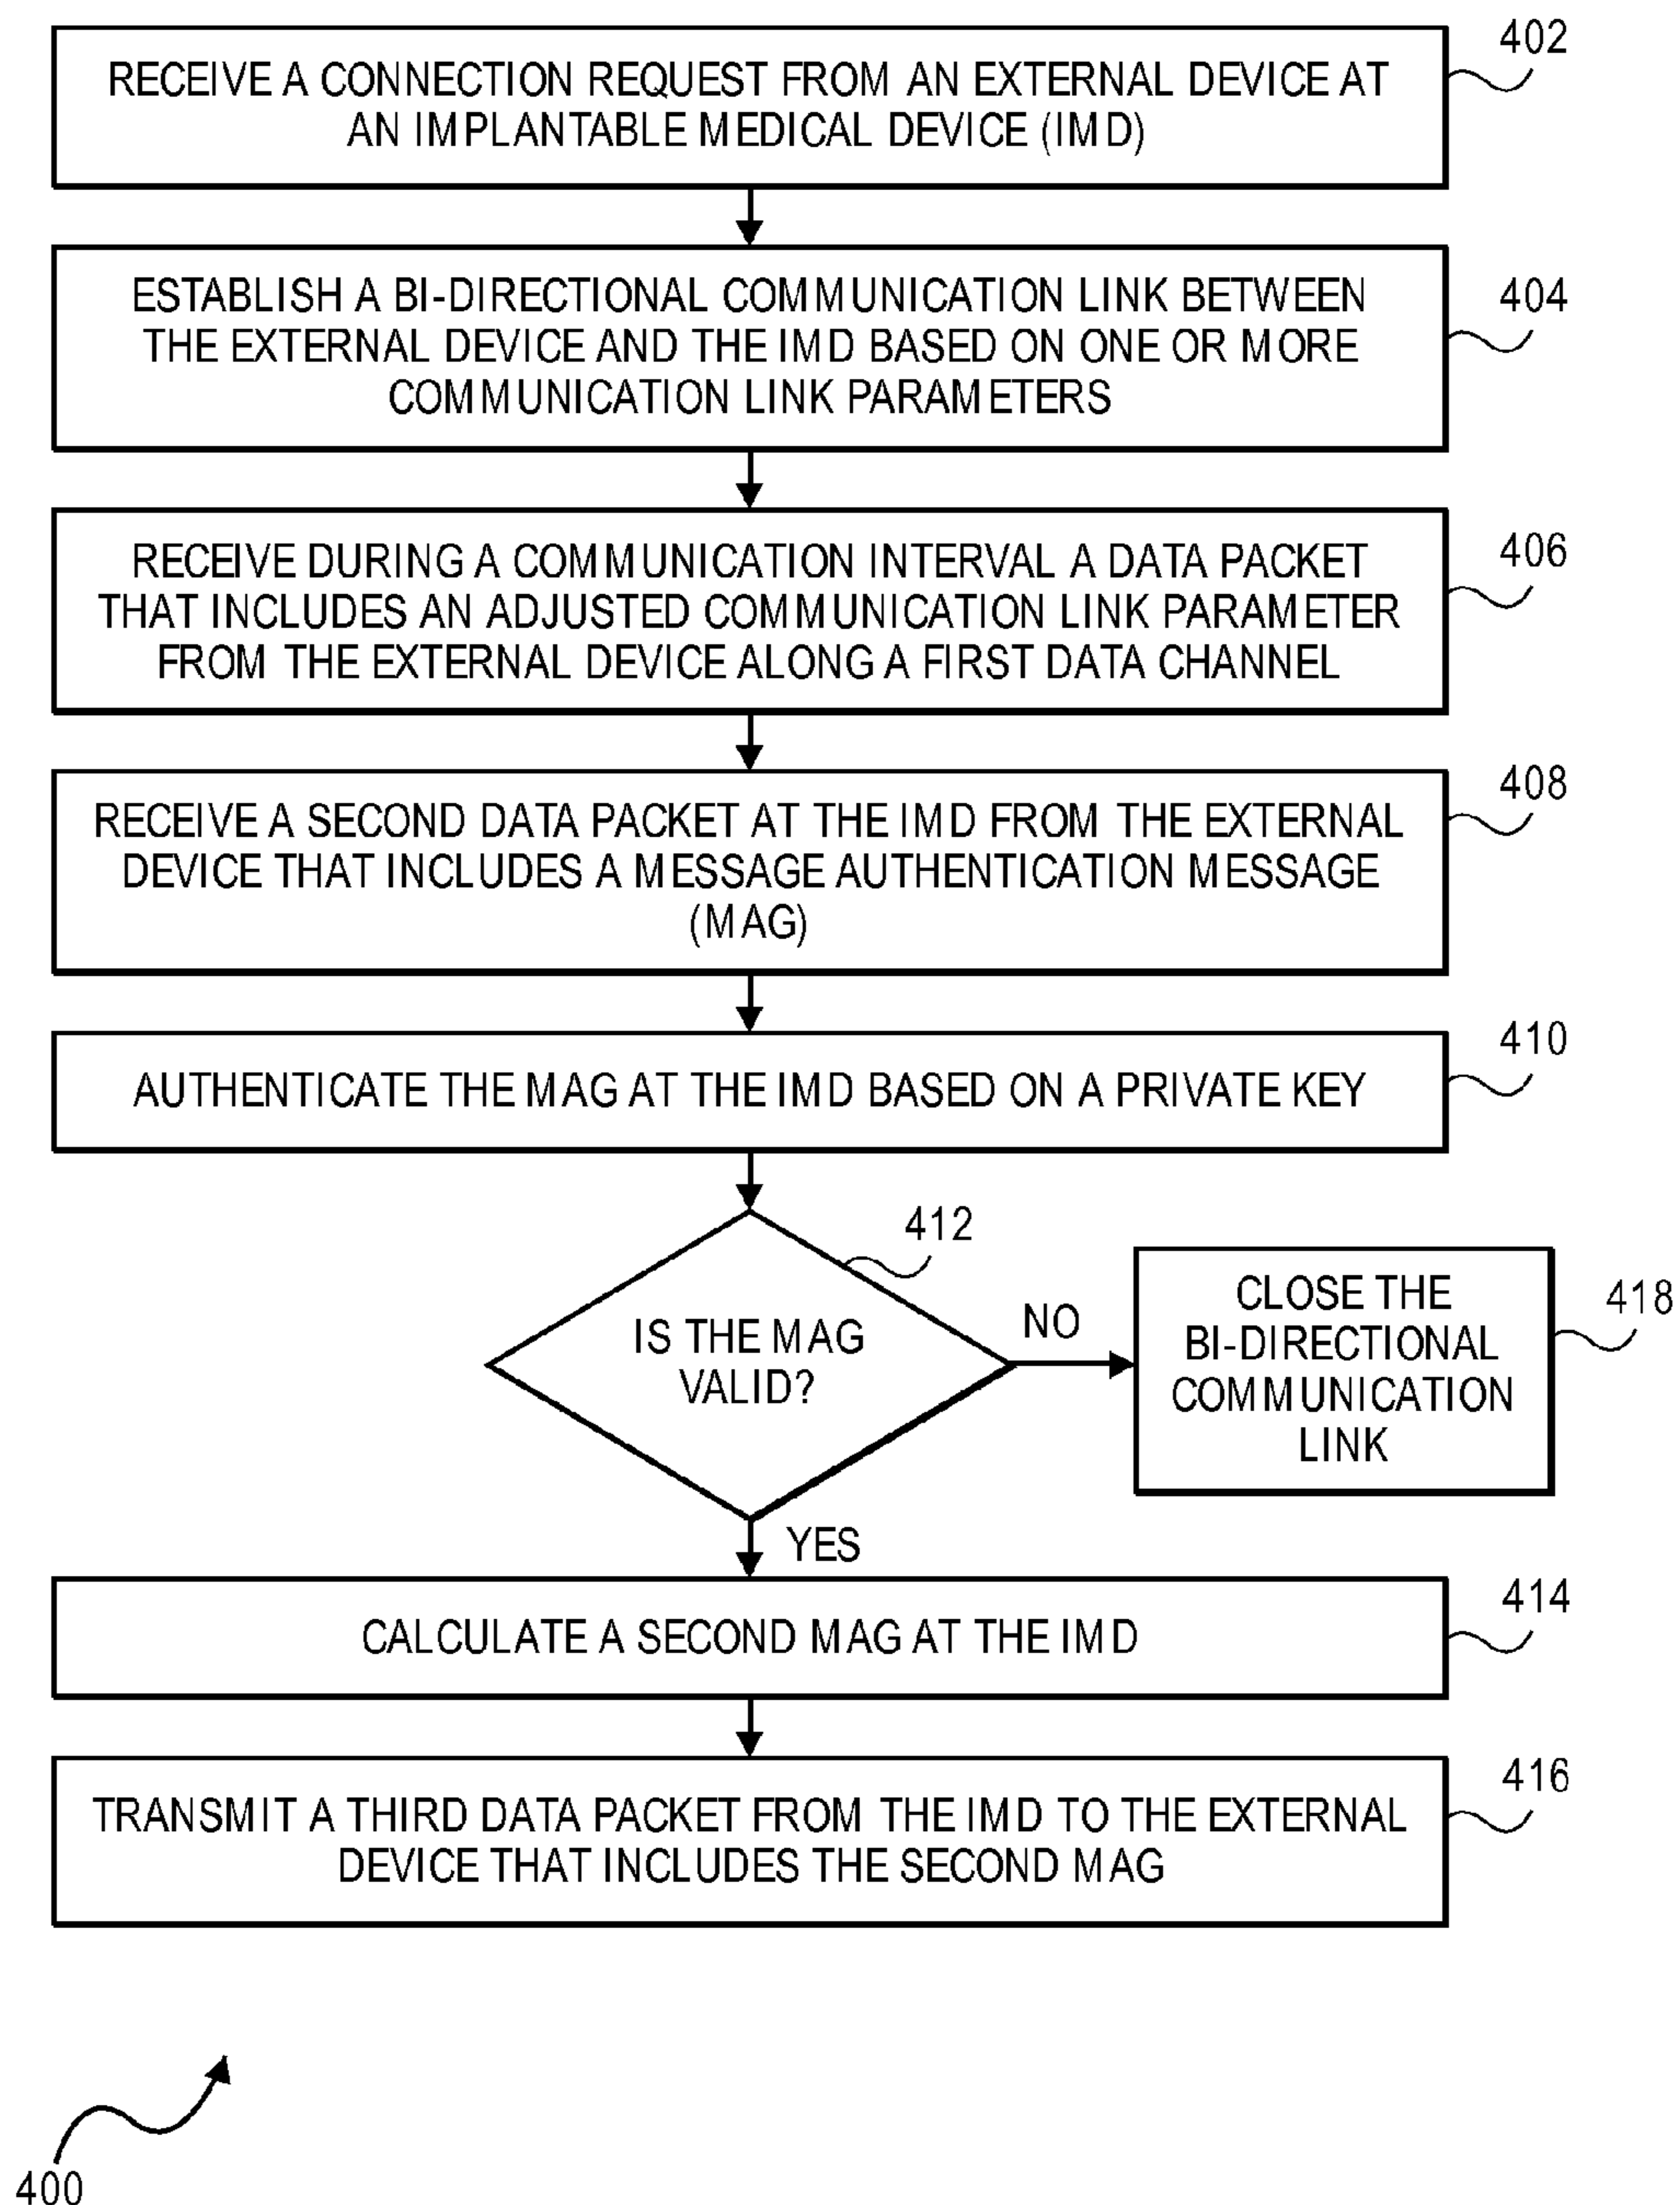 RECEIVE A CONNECTION REQUEST FROM AN EXTERNAL DEVICE AT
AN IMPLANTABLE MEDICAL DEVICE (IMD)
402
ESTABLISH A BI-DIRECTIONAL COMMUNICATION LINK BETWEEN
THE EXTERNAL DEVICE AND THE IMD BASED ON ONE OR MORE
COMMUNICATION LINK PARAMETERS
404
RECEIVE DURING A COMMUNICATION INTERVAL A DATA PACKET
THAT INCLUDES AN ADJUSTED COMMUNICATION LINK PARAMETER
FROM THE EXTERNAL DEVICE ALONG A FIRST DATA CHANNEL
406
RECEIVE A SECOND DATA PACKET AT THE IMD FROM THE EXTERNAL
DEVICE THAT INCLUDES A MESSAGE AUTHENTICATION MESSAGE
(MAG)
408
AUTHENTICATE THE MAG AT THE IMD BASED ON A PRIVATE KEY
410
IS THE MAG
VALID?
412
NO
CLOSE THE
BI-DIRECTIONAL
COMMUNICATION
LINK
418
YES
CALCULATE A SECOND MAG AT THE IMD
414
TRANSMIT A THIRD DATA PACKET FROM THE IMD TO THE EXTERNAL
DEVICE THAT INCLUDES THE SECOND MAG
416
400